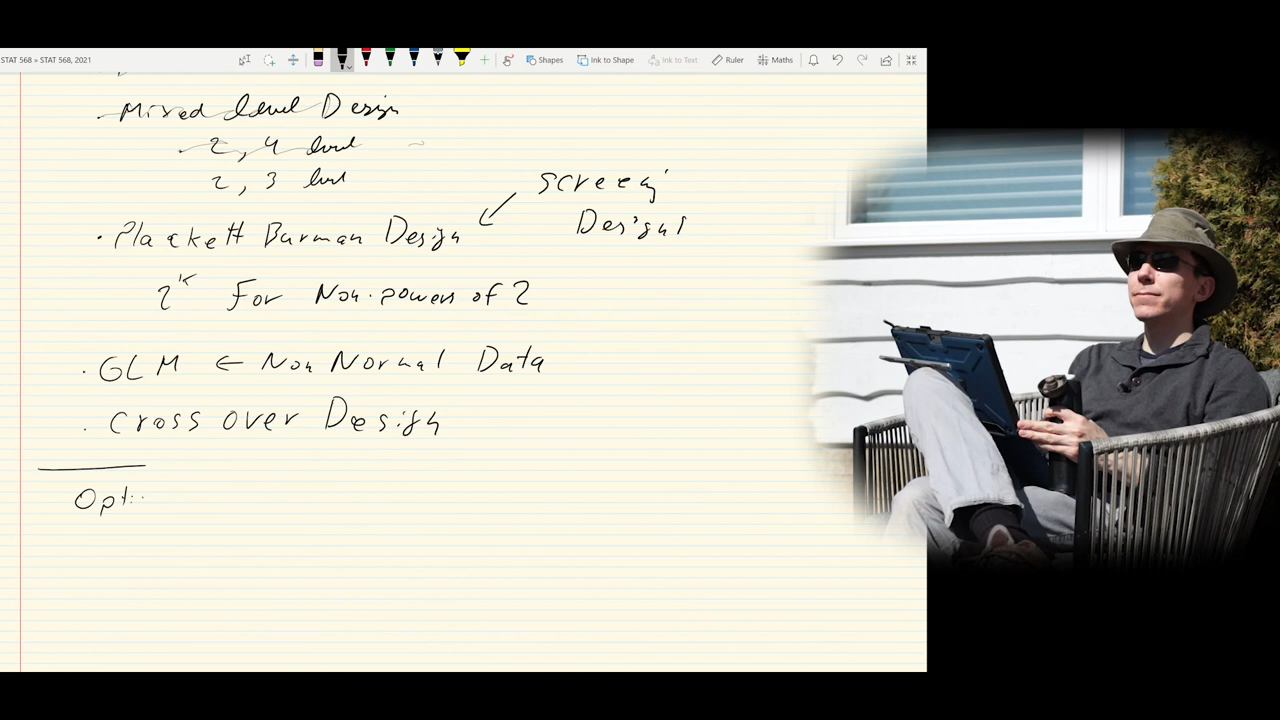 STAT 568 » STAT 568, 2021
Shapes
Ink to Shape
Ink to Text
Ruler
Maths
· Mixed level Design
2, 4 level
2, 3 level
Screeng
Designs
· Plackett Burman Design
2^k For Non-powers of 2
· GLM ← Non Normal Data
· Cross over Design
Opti